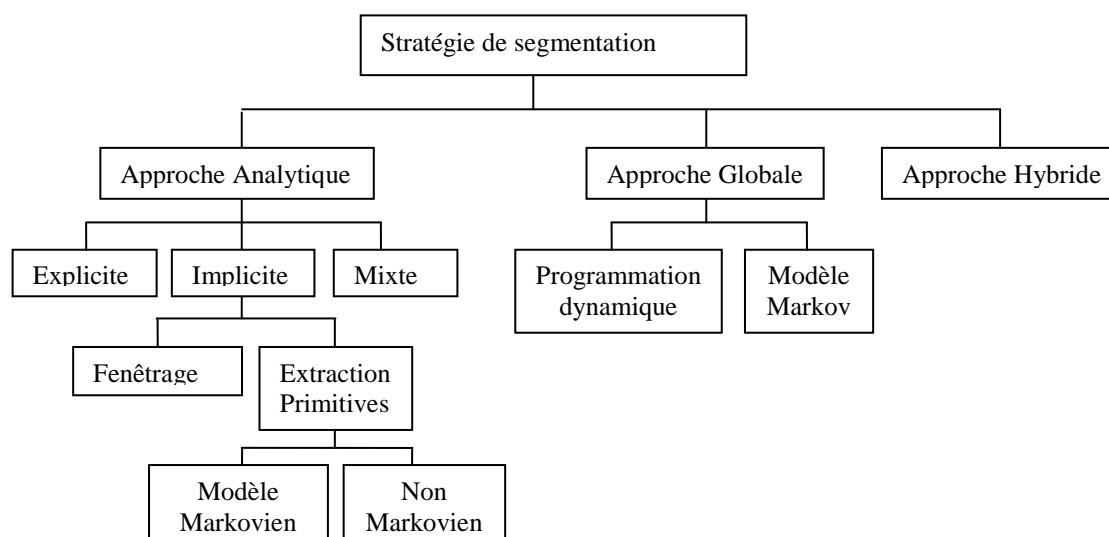 Stratégie de segmentation
Approche Analytique
Approche Globale
Approche Hybride
Explicite
Implicite
Mixte
Programmation
dynamique
Modèle
Markov
Fenêtrage
Extraction
Primitives
Modèle
Markovien
Non
Markovien